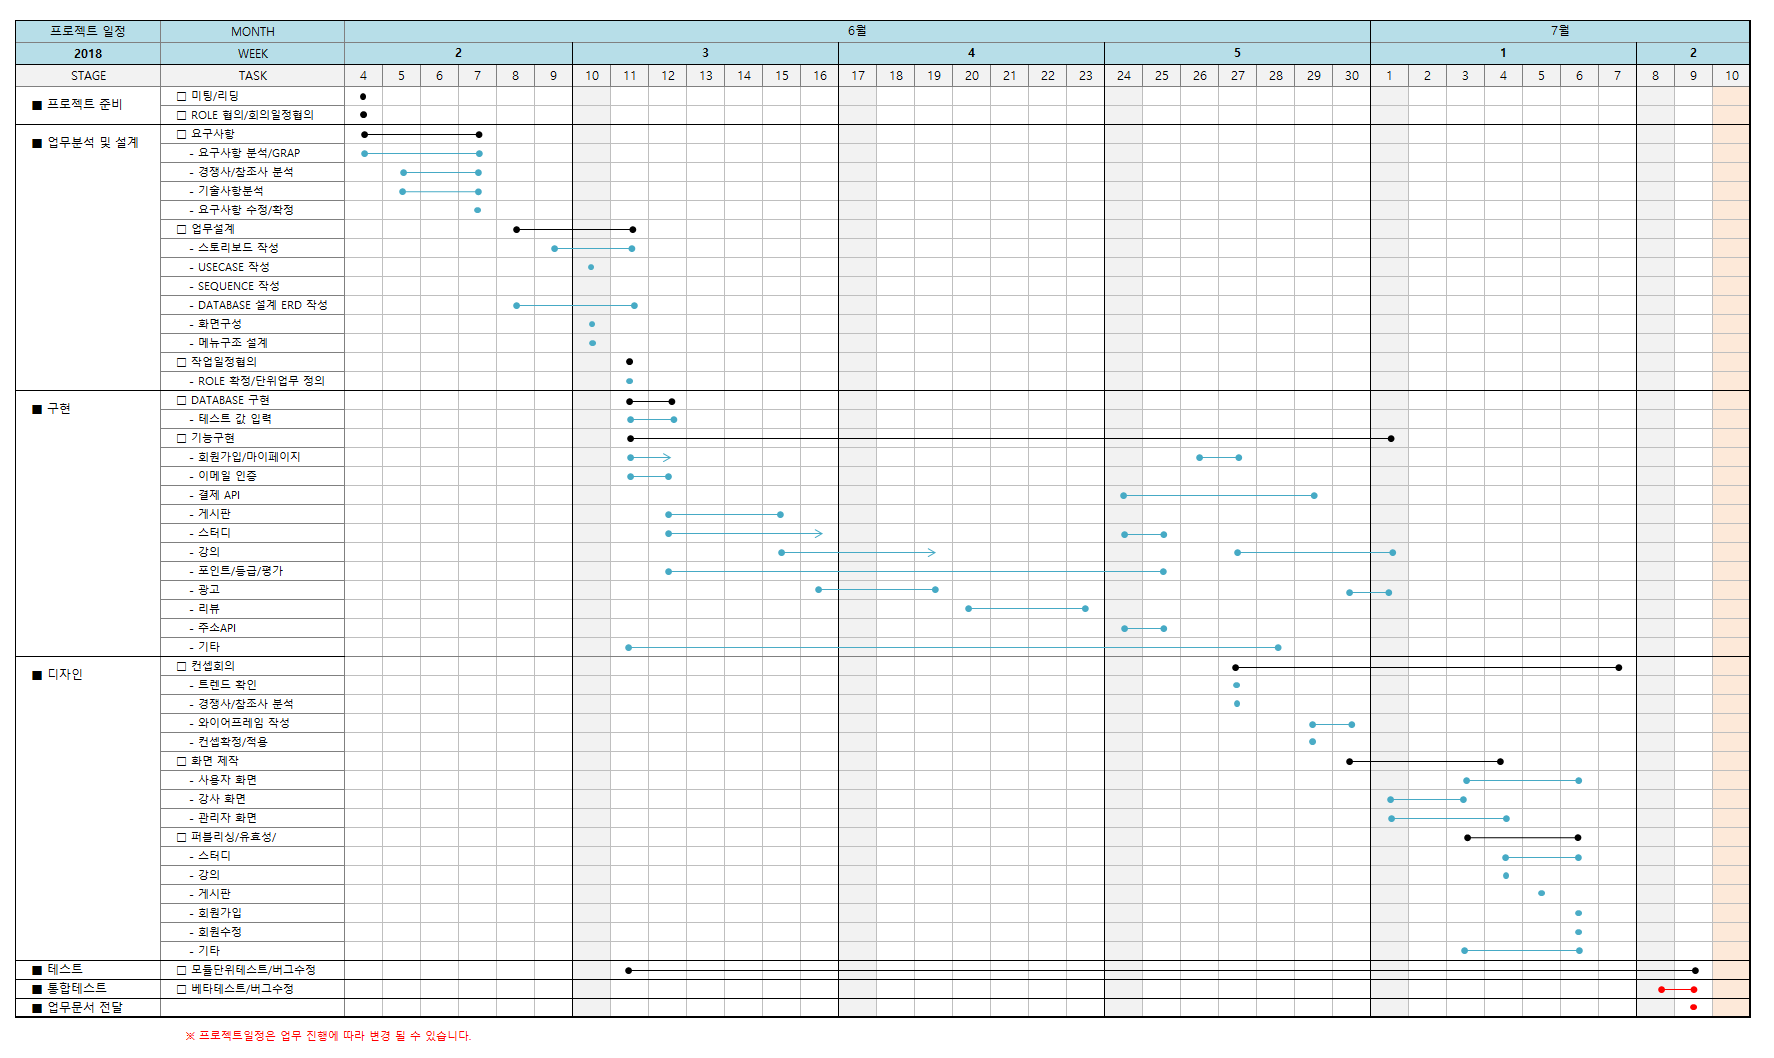 프로젝트 일정 MONTH 6월 7월
2018 WEEK 2 3 4 5 1 2
STAGE TASK 4 5 6 7 8 9 10 11 12 13 14 15 16 17 18 19 20 21 22 23 24 25 26 27 28 29 30 1 2 3 4 5 6 7 8 9 10
■ 프로젝트 준비 □ 미팅/리딩
□ ROLE 협의/회의일정협의
■ 업무분석 및 설계 □ 요구사항
- 요구사항 분석/GRAP
- 경쟁사/참조사 분석
- 기술사항분석
- 요구사항 수정/확정
□ 업무설계
- 스토리보드 작성
- USECASE 작성
- SEQUENCE 작성
- DATABASE 설계 ERD 작성
- 화면구성
- 메뉴구조 설계
□ 작업일정협의
- ROLE 확정/단위업무 정의
■ 구현 □ DATABASE 구현
- 테스트 값 입력
□ 기능구현
- 회원가입/마이페이지
- 이메일 인증
- 결제 API
- 게시판
- 스터디
- 강의
- 포인트/등급/평가
- 광고
- 리뷰
- 주소API
- 기타
■ 디자인 □ 컨셉회의
- 트렌드 확인
- 경쟁사/참조사 분석
- 와이어프레임 작성
- 컨셉확정/적용
□ 화면 제작
- 사용자 화면
- 강사 화면
- 관리자 화면
□ 퍼블리싱/유효성/
- 스터디
- 강의
- 게시판
- 회원가입
- 회원수정
- 기타
■ 테스트 □ 모듈단위테스트/버그수정
■ 통합테스트 □ 베타테스트/버그수정
■ 업무문서 전달
※ 프로젝트일정은 업무 진행에 따라 변경 될 수 있습니다.